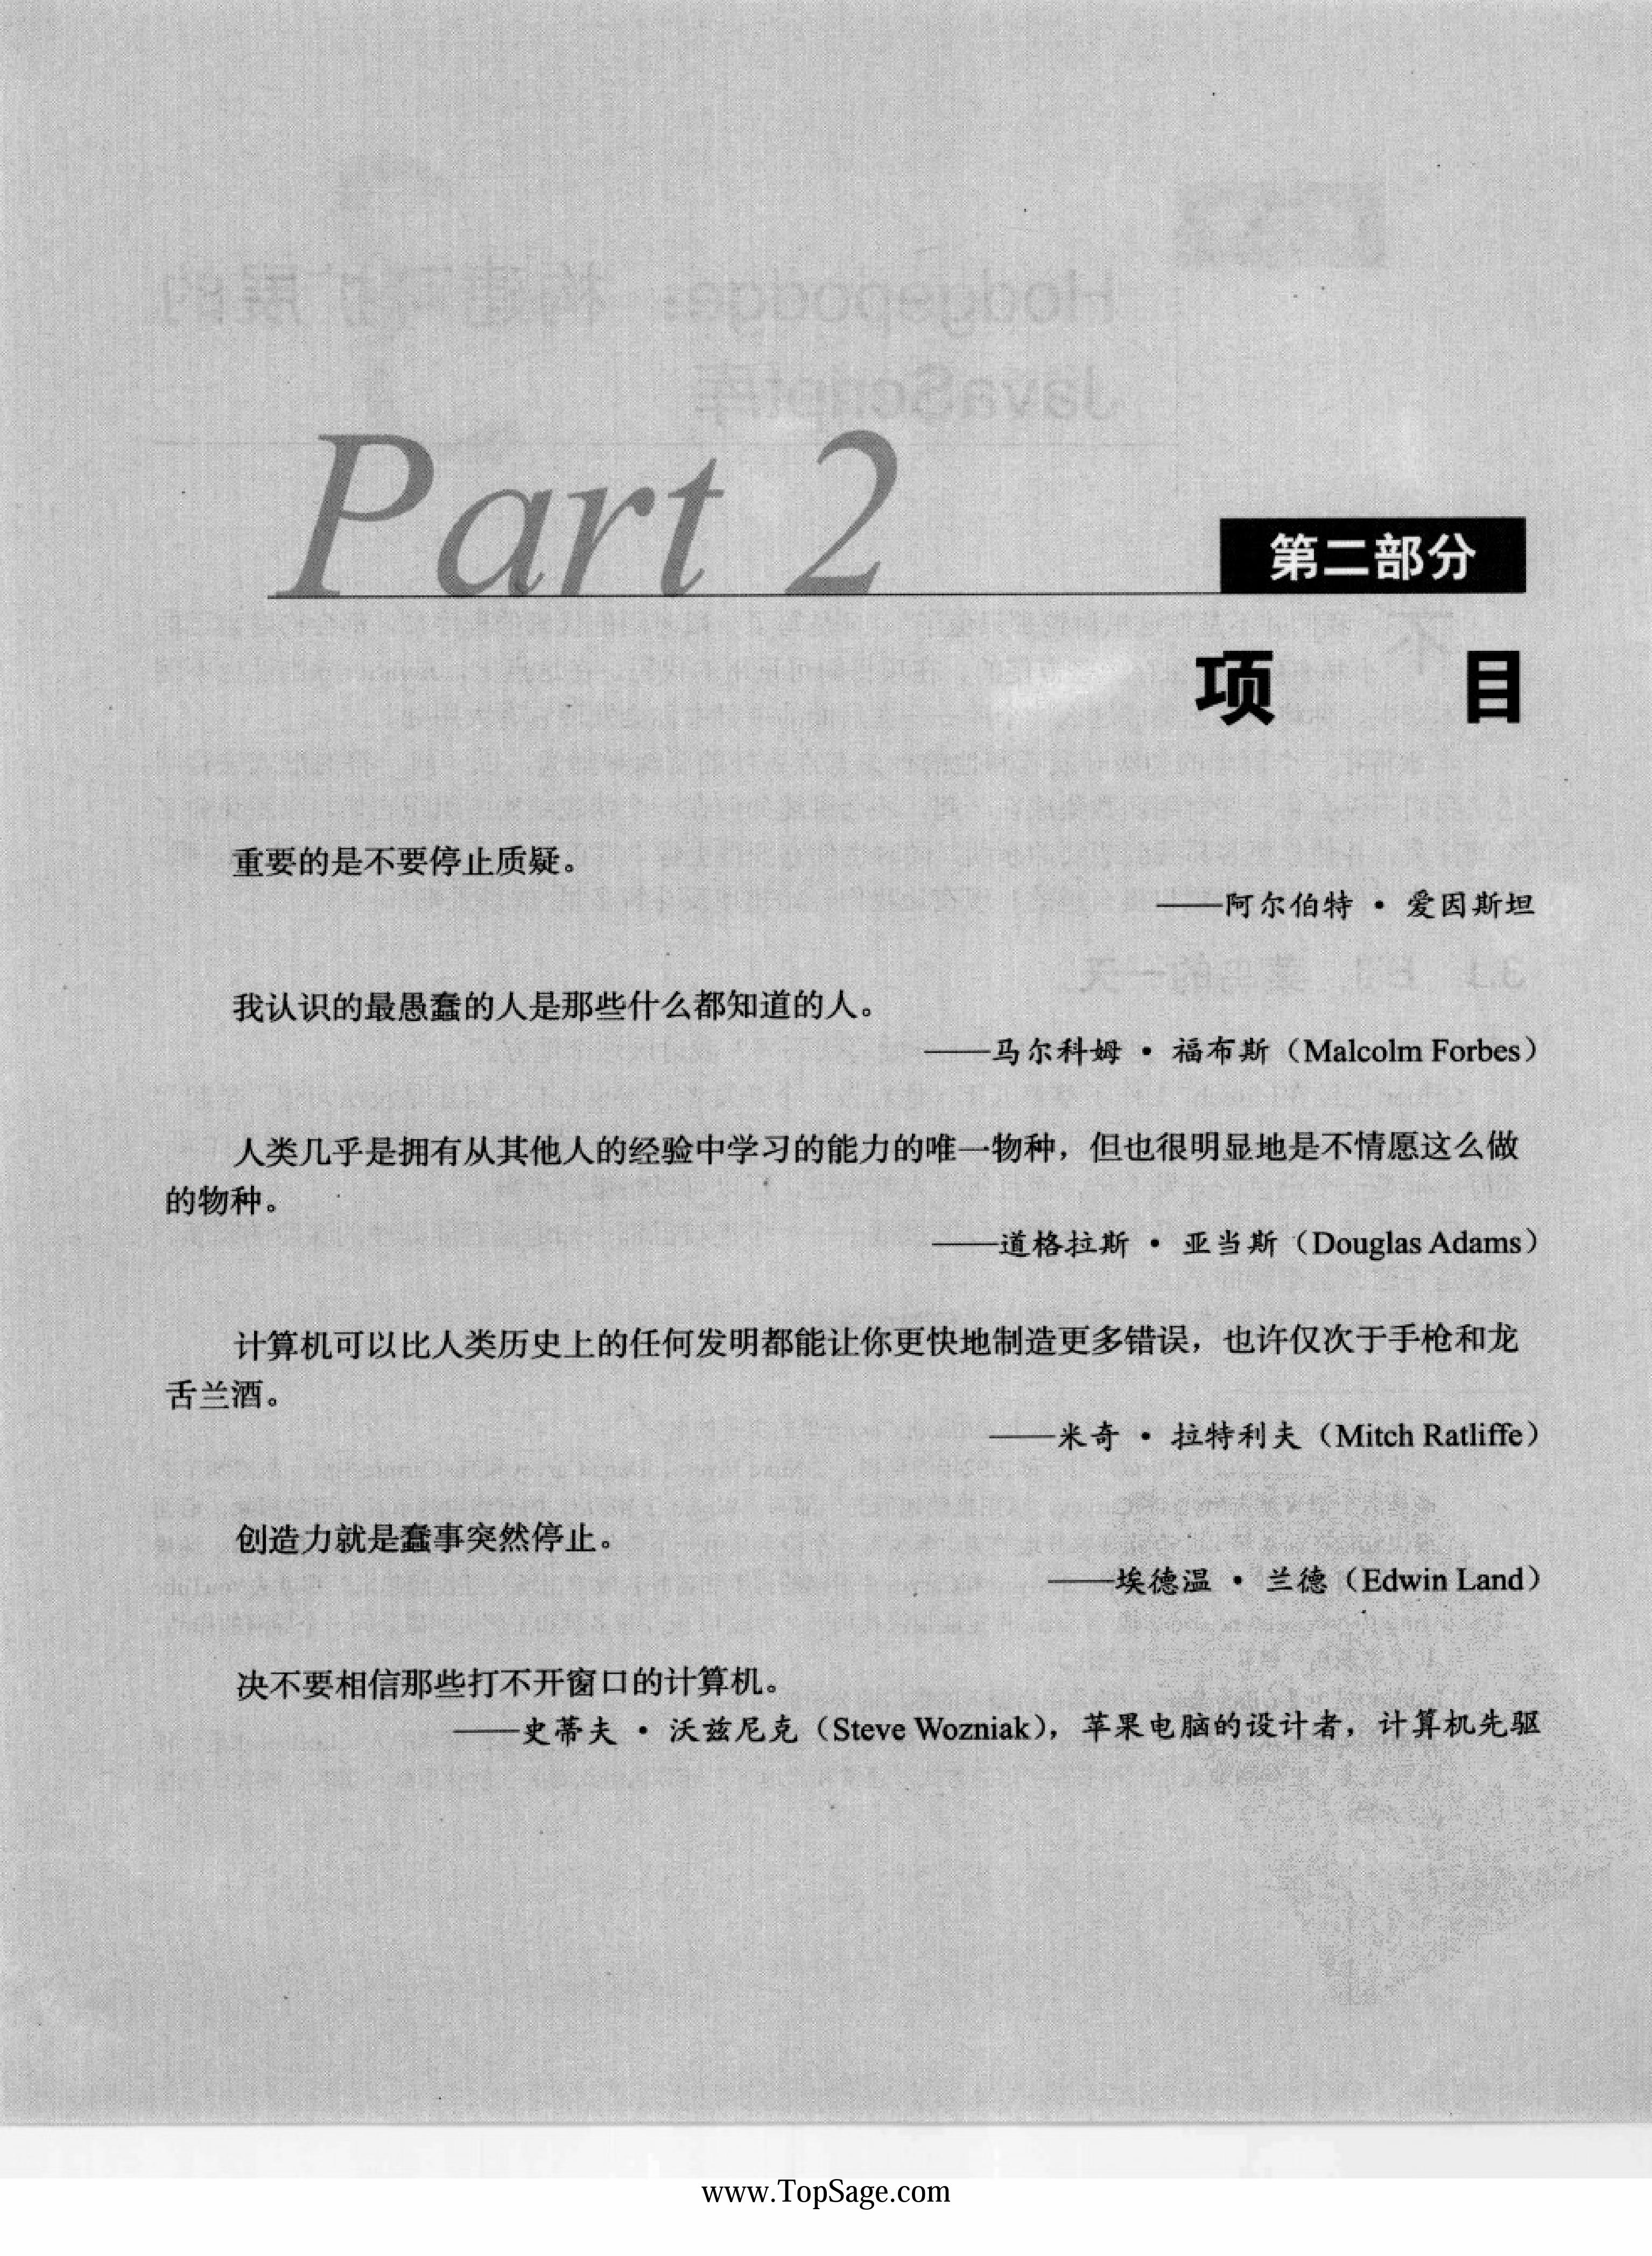 Part 2
第二部分
项 目
重要的是不要停止质疑。
——阿尔伯特 • 爱因斯坦
我认识的最愚蠢的人是那些什么都知道的人。
——马尔科姆 • 福布斯（Malcolm Forbes）
人类几乎是拥有从其他人的经验中学习的能力的唯一物种，但也很明显地是不情愿这么做
的物种。
——道格拉斯 • 亚当斯（Douglas Adams）
计算机可以比人类历史上的任何发明都能让你更快地制造更多错误，也许仅次于手枪和龙
舌兰酒。
——米奇 • 拉特利夫（Mitch Ratliffe）
创造力就是蠢事突然停止。
——埃德温 • 兰德（Edwin Land）
决不要相信那些打不开窗口的计算机。
——史蒂夫 • 沃兹尼克（Steve Wozniak），苹果电脑的设计者，计算机先驱
www.TopSage.com